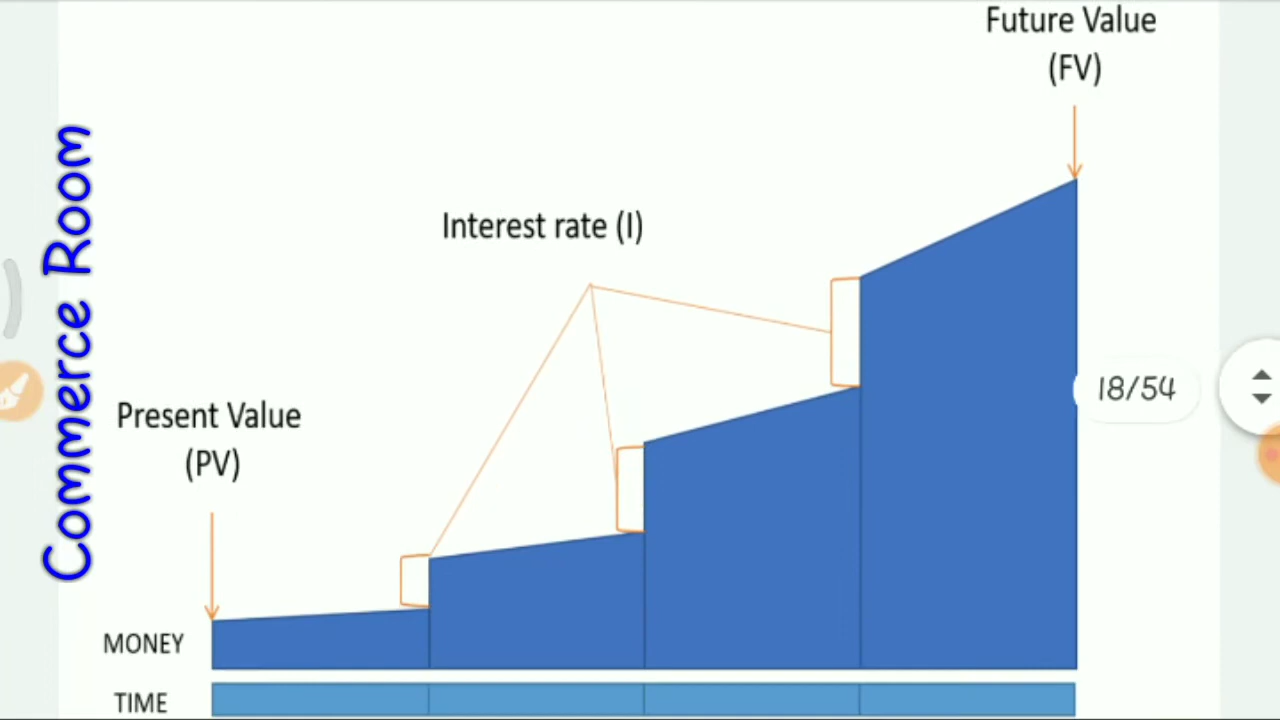 Future Value
(FV)
Commerce Room
Interest rate (I)
Present Value
(PV)
18/54
MONEY
TIME